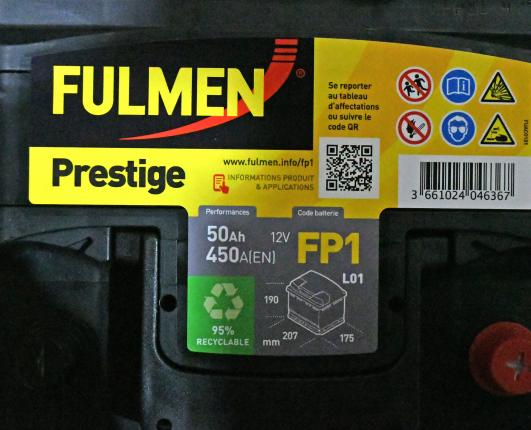 FULMEN
®
Se reporter
au tableau
d'affectations
ou suivre le
code QR
Prestige
www.fulmen.info/fp1
INFORMATIONS PRODUIT
& APPLICATIONS
3 661024 046367
Performances
Code batterie
50Ah 12V
450A(EN)
FP1
L01
190
207
175
mm
95%
RECYCLABLE